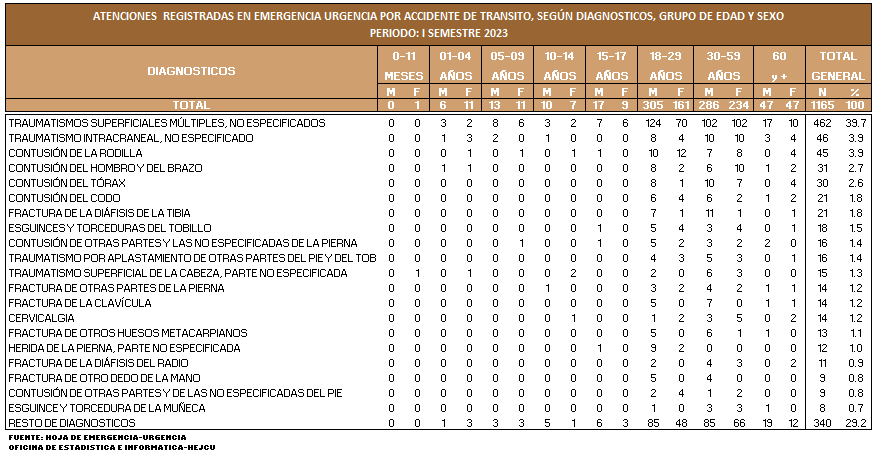 ATENCIONES REGISTRADAS EN EMERGENCIA URGENCIA POR ACCIDENTE DE TRANSITO, SEGÚN DIAGNOSTICOS, GRUPO DE EDAD Y SEXO
PERIODO: I SEMESTRE 2023
DIAGNOSTICOS
0-11 01-04 05-09 10-14 15-17 18-29 30-59 60 TOTAL
MESES AÑOS AÑOS AÑOS AÑOS AÑOS AÑOS y + GENERAL
M F M F M F M F M F M F M F M F N %
TOTAL 0 1 6 11 13 11 10 7 17 9 305 161 286 234 47 47 1165 100
TRAUMATISMOS SUPERFICIALES MÚLTIPLES, NO ESPECIFICADOS 0 0 3 2 8 6 3 2 7 6 124 70 102 102 17 10 462 39.7
TRAUMATISMO INTRACRANEAL, NO ESPECIFICADO 0 0 1 3 2 0 1 0 0 0 8 4 10 10 3 4 46 3.9
CONTUSIÓN DE LA RODILLA 0 0 0 1 0 1 0 1 1 0 10 12 7 8 0 4 45 3.9
CONTUSIÓN DEL HOMBRO Y DEL BRAZO 0 0 1 1 0 0 0 0 0 0 8 2 6 10 1 2 31 2.7
CONTUSIÓN DEL TÓRAX 0 0 0 0 0 0 0 0 0 0 8 1 10 7 0 4 30 2.6
CONTUSIÓN DEL CODO 0 0 0 0 0 0 0 0 0 0 6 4 6 2 1 2 21 1.8
FRACTURA DE LA DIÁFISIS DE LA TIBIA 0 0 0 0 0 0 0 0 0 0 7 1 11 1 0 1 21 1.8
ESGUINCES Y TORCEDURAS DEL TOBILLO 0 0 0 0 0 0 0 0 1 0 5 4 3 4 0 1 18 1.5
CONTUSIÓN DE OTRAS PARTES Y LAS NO ESPECIFICADAS DE LA PIERNA 0 0 0 0 0 1 0 0 1 0 5 2 3 2 2 0 16 1.4
TRAUMATISMO POR APLASTAMIENTO DE OTRAS PARTES DEL PIE Y DEL TOB 0 0 0 0 0 0 0 0 0 0 4 3 5 3 0 1 16 1.4
TRAUMATISMO SUPERFICIAL DE LA CABEZA, PARTE NO ESPECIFICADA 0 1 0 1 0 0 0 2 0 0 2 0 6 3 0 0 15 1.3
FRACTURA DE OTRAS PARTES DE LA PIERNA 0 0 0 0 0 0 1 0 0 0 3 2 4 2 1 1 14 1.2
FRACTURA DE LA CLAVÍCULA 0 0 0 0 0 0 0 0 0 0 5 0 7 0 1 1 14 1.2
CERVICALGIA 0 0 0 0 0 0 0 1 0 0 1 2 3 5 0 2 14 1.2
FRACTURA DE OTROS HUESOS METACARPIANOS 0 0 0 0 0 0 0 0 0 0 5 0 6 1 1 0 13 1.1
HERIDA DE LA PIERNA, PARTE NO ESPECIFICADA 0 0 0 0 0 0 0 0 1 0 9 2 0 0 0 0 12 1.0
FRACTURA DE LA DIÁFISIS DEL RADIO 0 0 0 0 0 0 0 0 0 0 2 0 4 3 0 2 11 0.9
FRACTURA DE OTRO DEDO DE LA MANO 0 0 0 0 0 0 0 0 0 0 5 0 4 0 0 0 9 0.8
CONTUSIÓN DE OTRAS PARTES Y DE LAS NO ESPECIFICADAS DEL PIE 0 0 0 0 0 0 0 0 0 0 2 4 1 2 0 0 9 0.8
ESGUINCE Y TORCEDURA DE LA MUÑECA 0 0 0 0 0 0 0 0 0 0 1 0 3 3 1 0 8 0.7
RESTO DE DIAGNOSTICOS 0 0 1 3 3 3 5 1 6 3 85 48 85 66 19 12 340 29.2
FUENTE: HOJA DE EMERGENCIA-URGENCIA
OFICINA DE ESTADISTICA E INFORMATICA-HEJCU